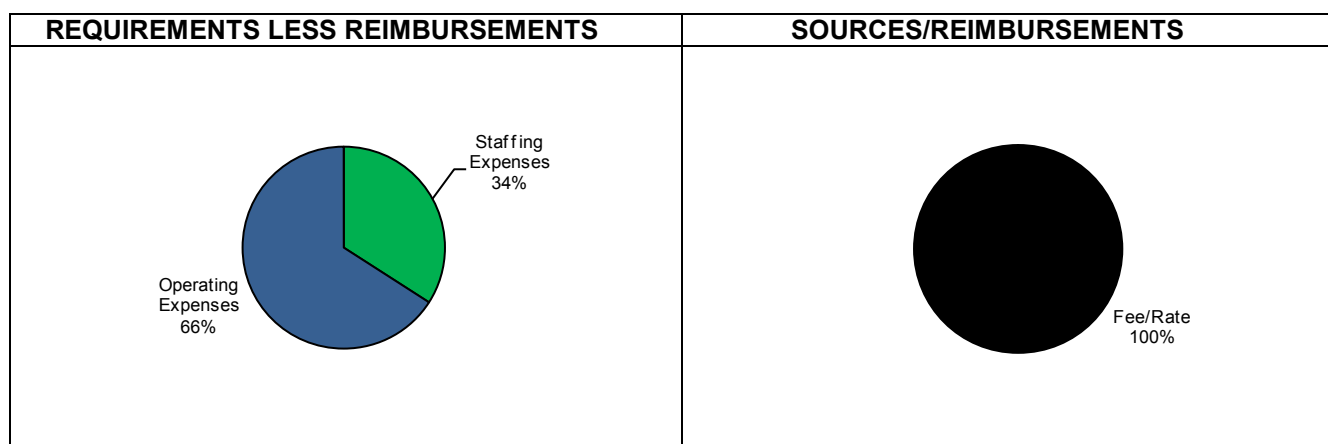 REQUIREMENTS LESS REIMBURSEMENTS
SOURCES/REIMBURSEMENTS
Staffing
Expenses
34%
Operating
Expenses
66%
Fee/Rate
100%